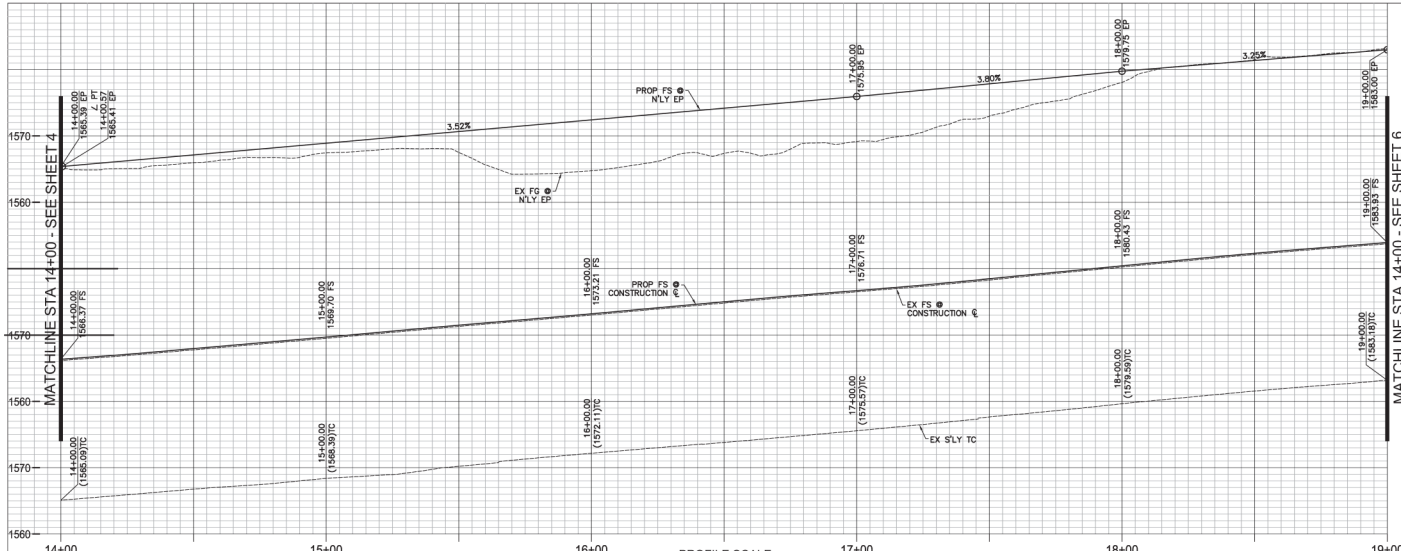 MATCHLINE STA 14+00 - SEE SHEET 4
1570
1560
1570
1560
1570
1560
14+00.00
1565.39 EP
∠ PT
14+00.57
1565.41 EP
3.52%
PROP FS @
N'LY EP
17+00.00
1575.95 EP
3.80%
18+00.00
1579.75 EP
3.25%
19+00.00
1583.00 EP
EX FG @
N'LY EP
14+00.00
1566.37 FS
15+00.00
1569.70 FS
16+00.00
1573.21 FS
PROP FS @
CONSTRUCTION ℄
17+00.00
1576.71 FS
EX FS @
CONSTRUCTION ℄
18+00.00
1580.43 FS
19+00.00
1583.93 FS
14+00.00
(1565.09)TC
15+00.00
(1568.39)TC
16+00.00
(1572.11)TC
17+00.00
(1575.57)TC
EX S'LY TC
18+00.00
(1579.59)TC
19+00.00
(1583.18)TC
MATCHLINE STA 14+00 - SEE SHEET 6
14+00
15+00
16+00
PROFILE SCALE
17+00
18+00
19+00